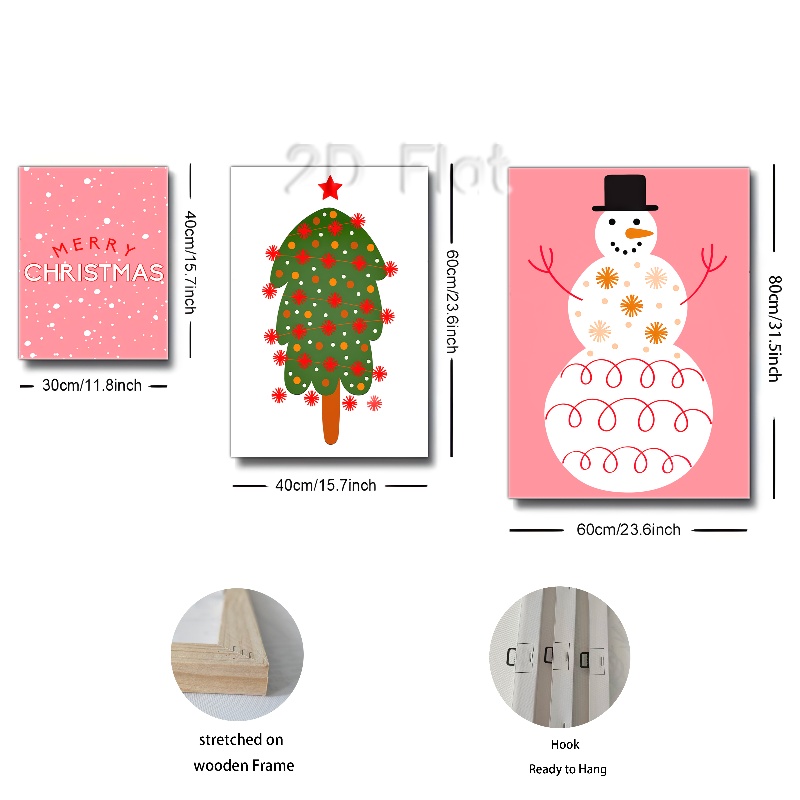 2D Flat
MERRY
CHRISTMAS
40cm/15.7inch
30cm/11.8inch
60cm/23.6inch
40cm/15.7inch
80cm/31.5inch
60cm/23.6inch
stretched on
wooden Frame
Hook
Ready to Hang